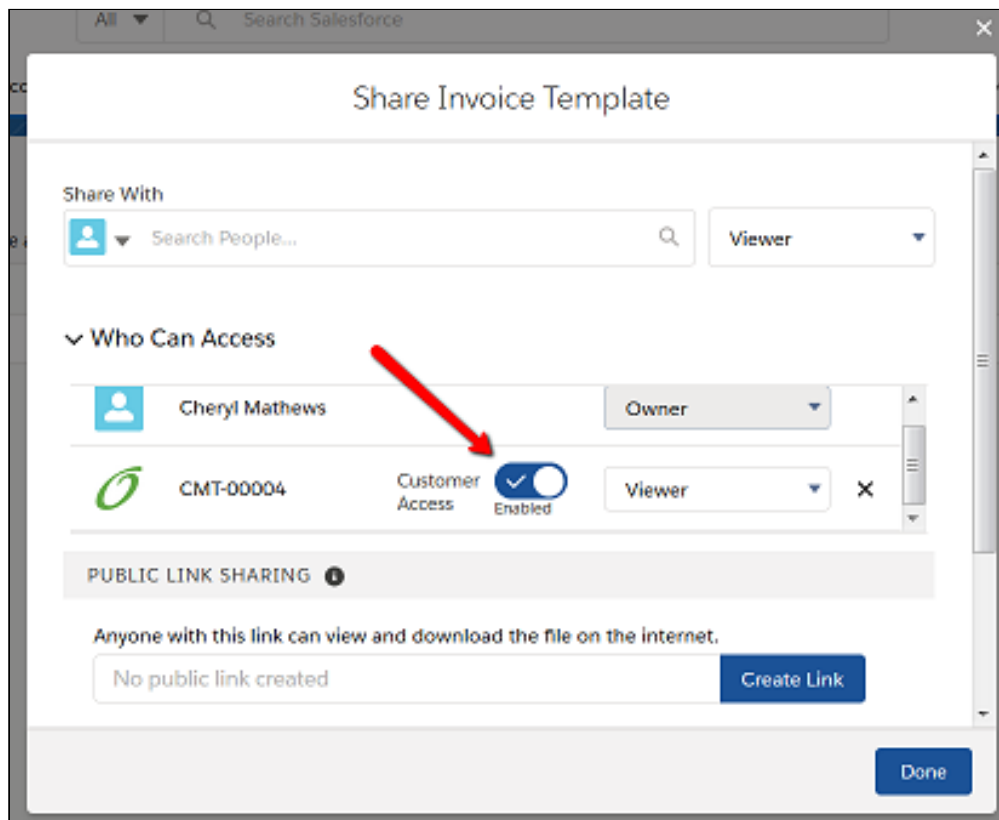 All Search Salesforce
cc
Share Invoice Template
Share With
Search People... Viewer
Who Can Access
Cheryl Mathews Owner
CMT-00004 Customer Access Enabled Viewer
PUBLIC LINK SHARING
Anyone with this link can view and download the file on the internet.
No public link created Create Link
Done